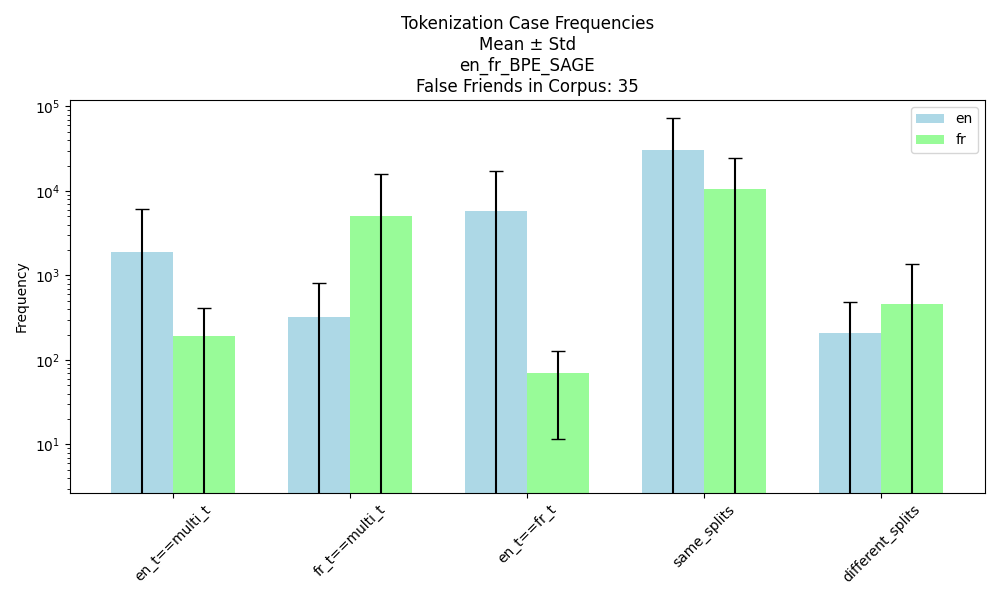 Tokenization Case Frequencies
Mean ± Std
en_fr_BPE_SAGE
False Friends in Corpus: 35
10^5
10^4
10^3
10^2
10^1
Frequency
en
fr
en_t==multi_t
fr_t==multi_t
en_t==fr_t
same_splits
different_splits